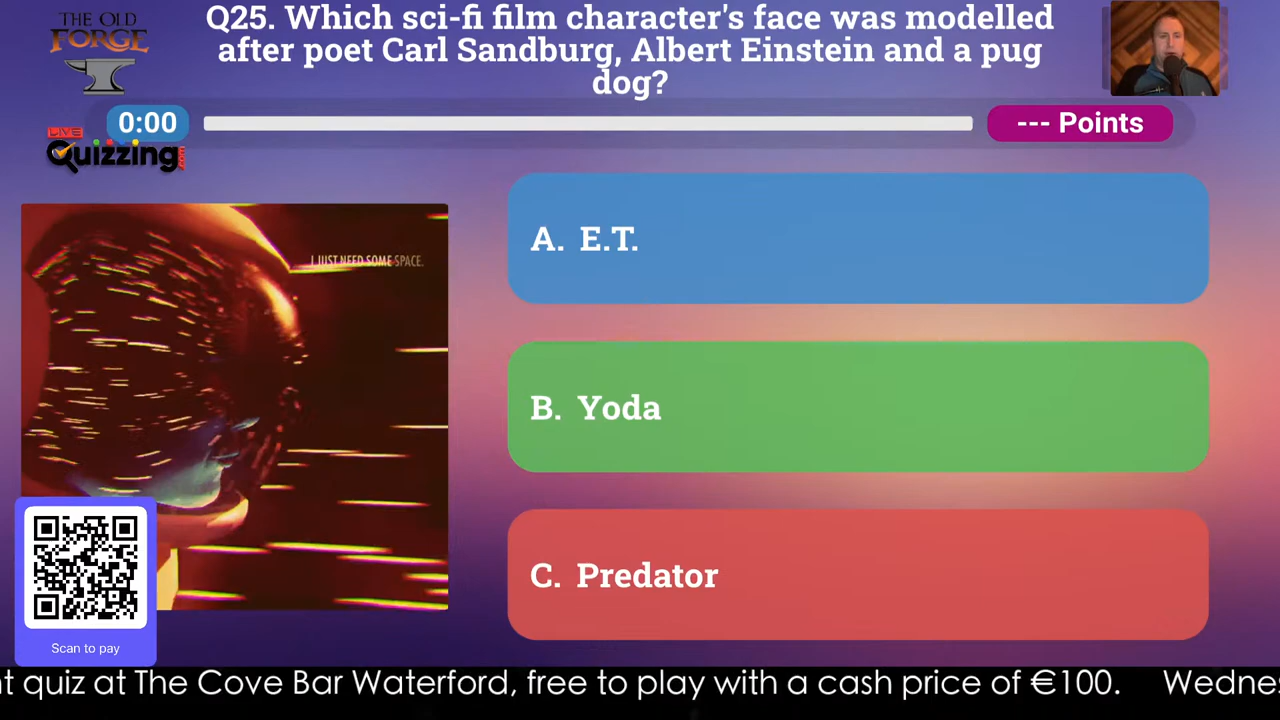 THE OLD
FORGE
Q25. Which sci-fi film character's face was modelled
after poet Carl Sandburg, Albert Einstein and a pug
dog?
0:00
--- Points
LIVE
Quizzing
.com
I JUST NEED SOME SPACE.
A. E.T.
B. Yoda
C. Predator
Scan to pay
nt quiz at The Cove Bar Waterford, free to play with a cash price of €100. Wednes